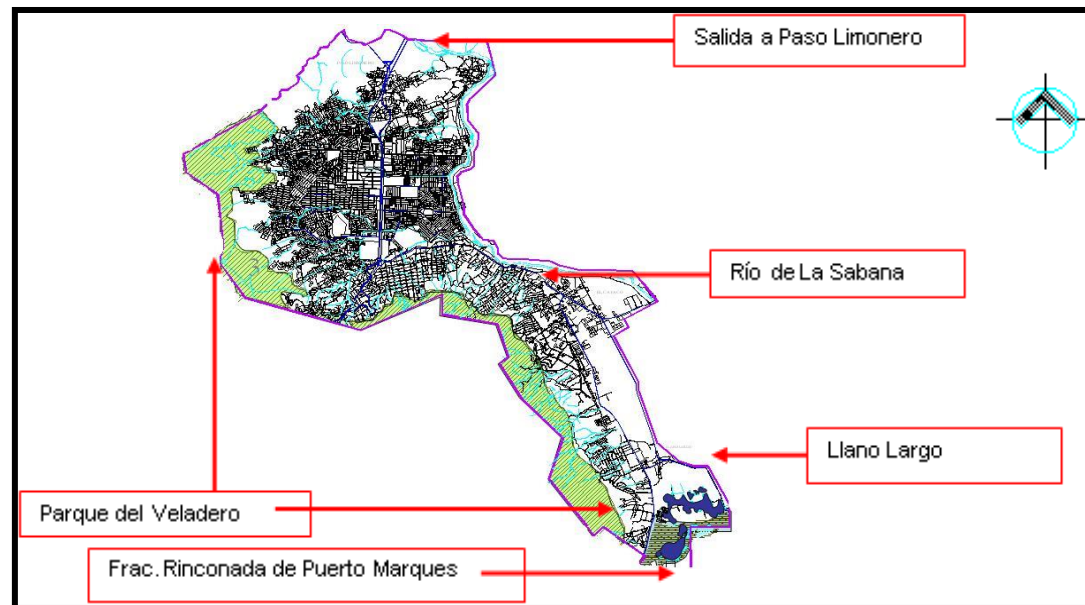 Salida a Paso Limonero
Río de La Sabana
Llano Largo
Parque del Veladero
Frac. Rinconada de Puerto Marques